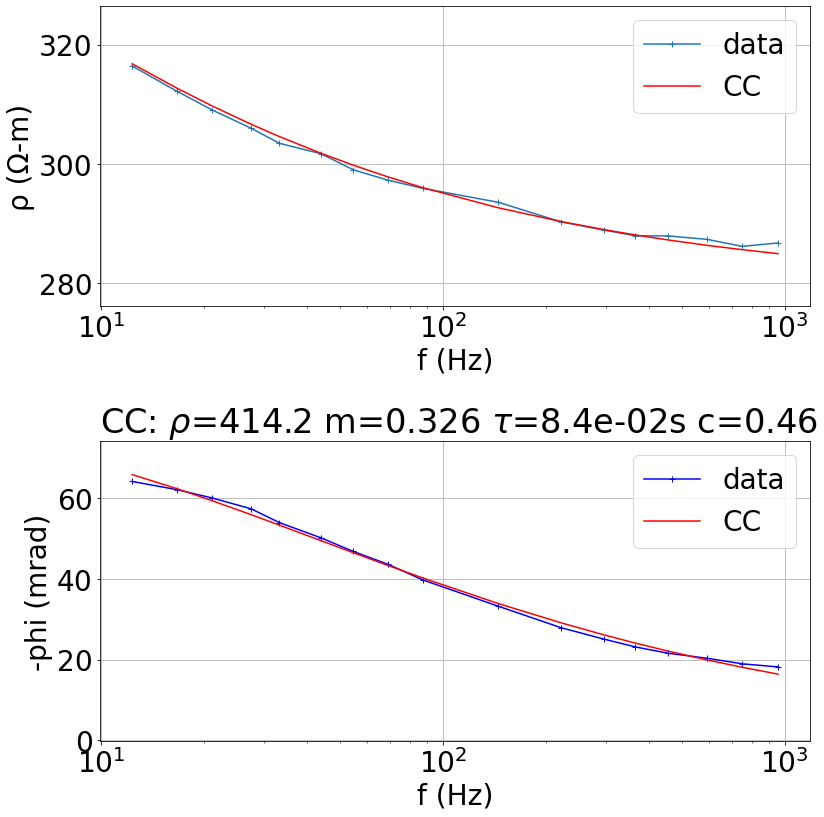 320
300
280
ρ (Ω-m)
data
CC
10¹
10²
10³
f (Hz)
CC: ρ=414.2 m=0.326 τ=8.4e-02s c=0.46
60
40
20
0
-phi (mrad)
data
CC
10¹
10²
10³
f (Hz)